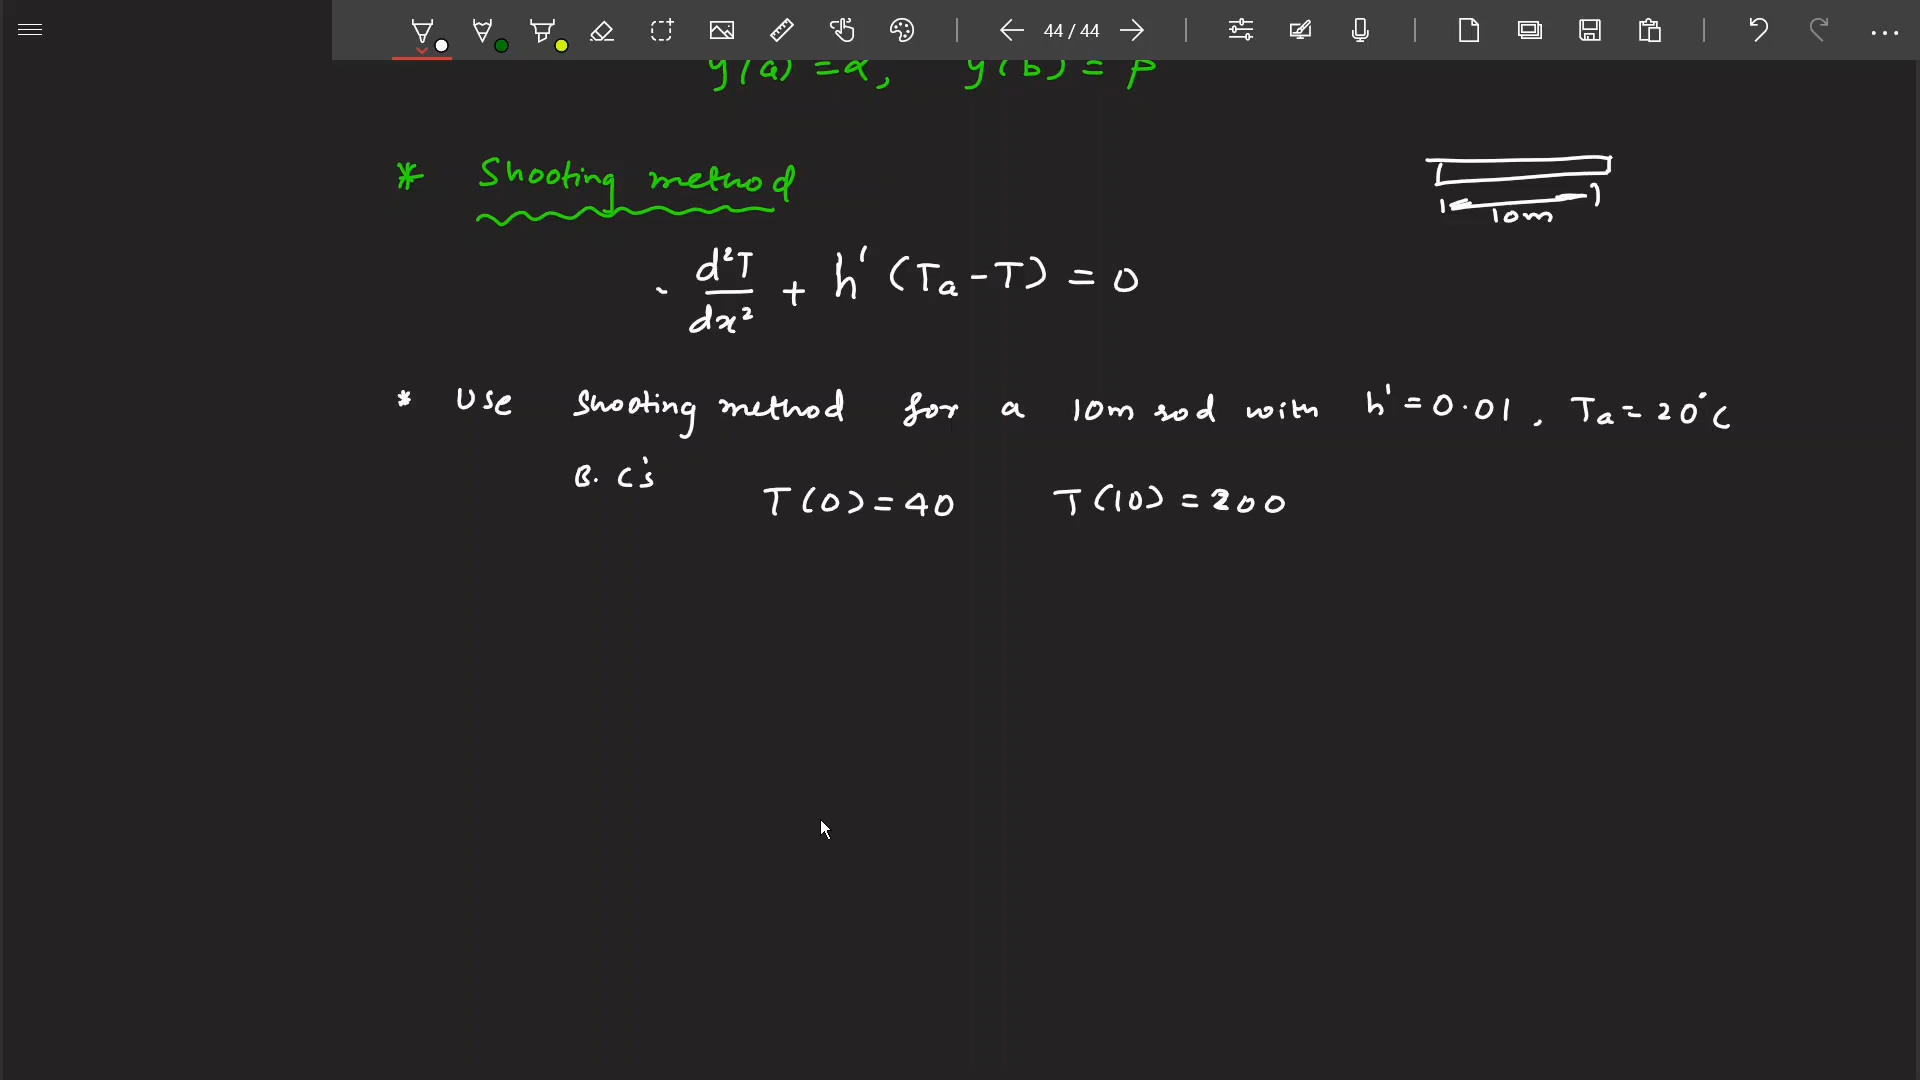 44 / 44
y(a) = α, y(b) = β
* Shooting method
10m
d²T/dx² + h' (Ta - T) = 0
* Use Shooting method for a 10m rod with h' = 0.01, Ta = 20°C
B.C's T(0) = 40 T(10) = 200